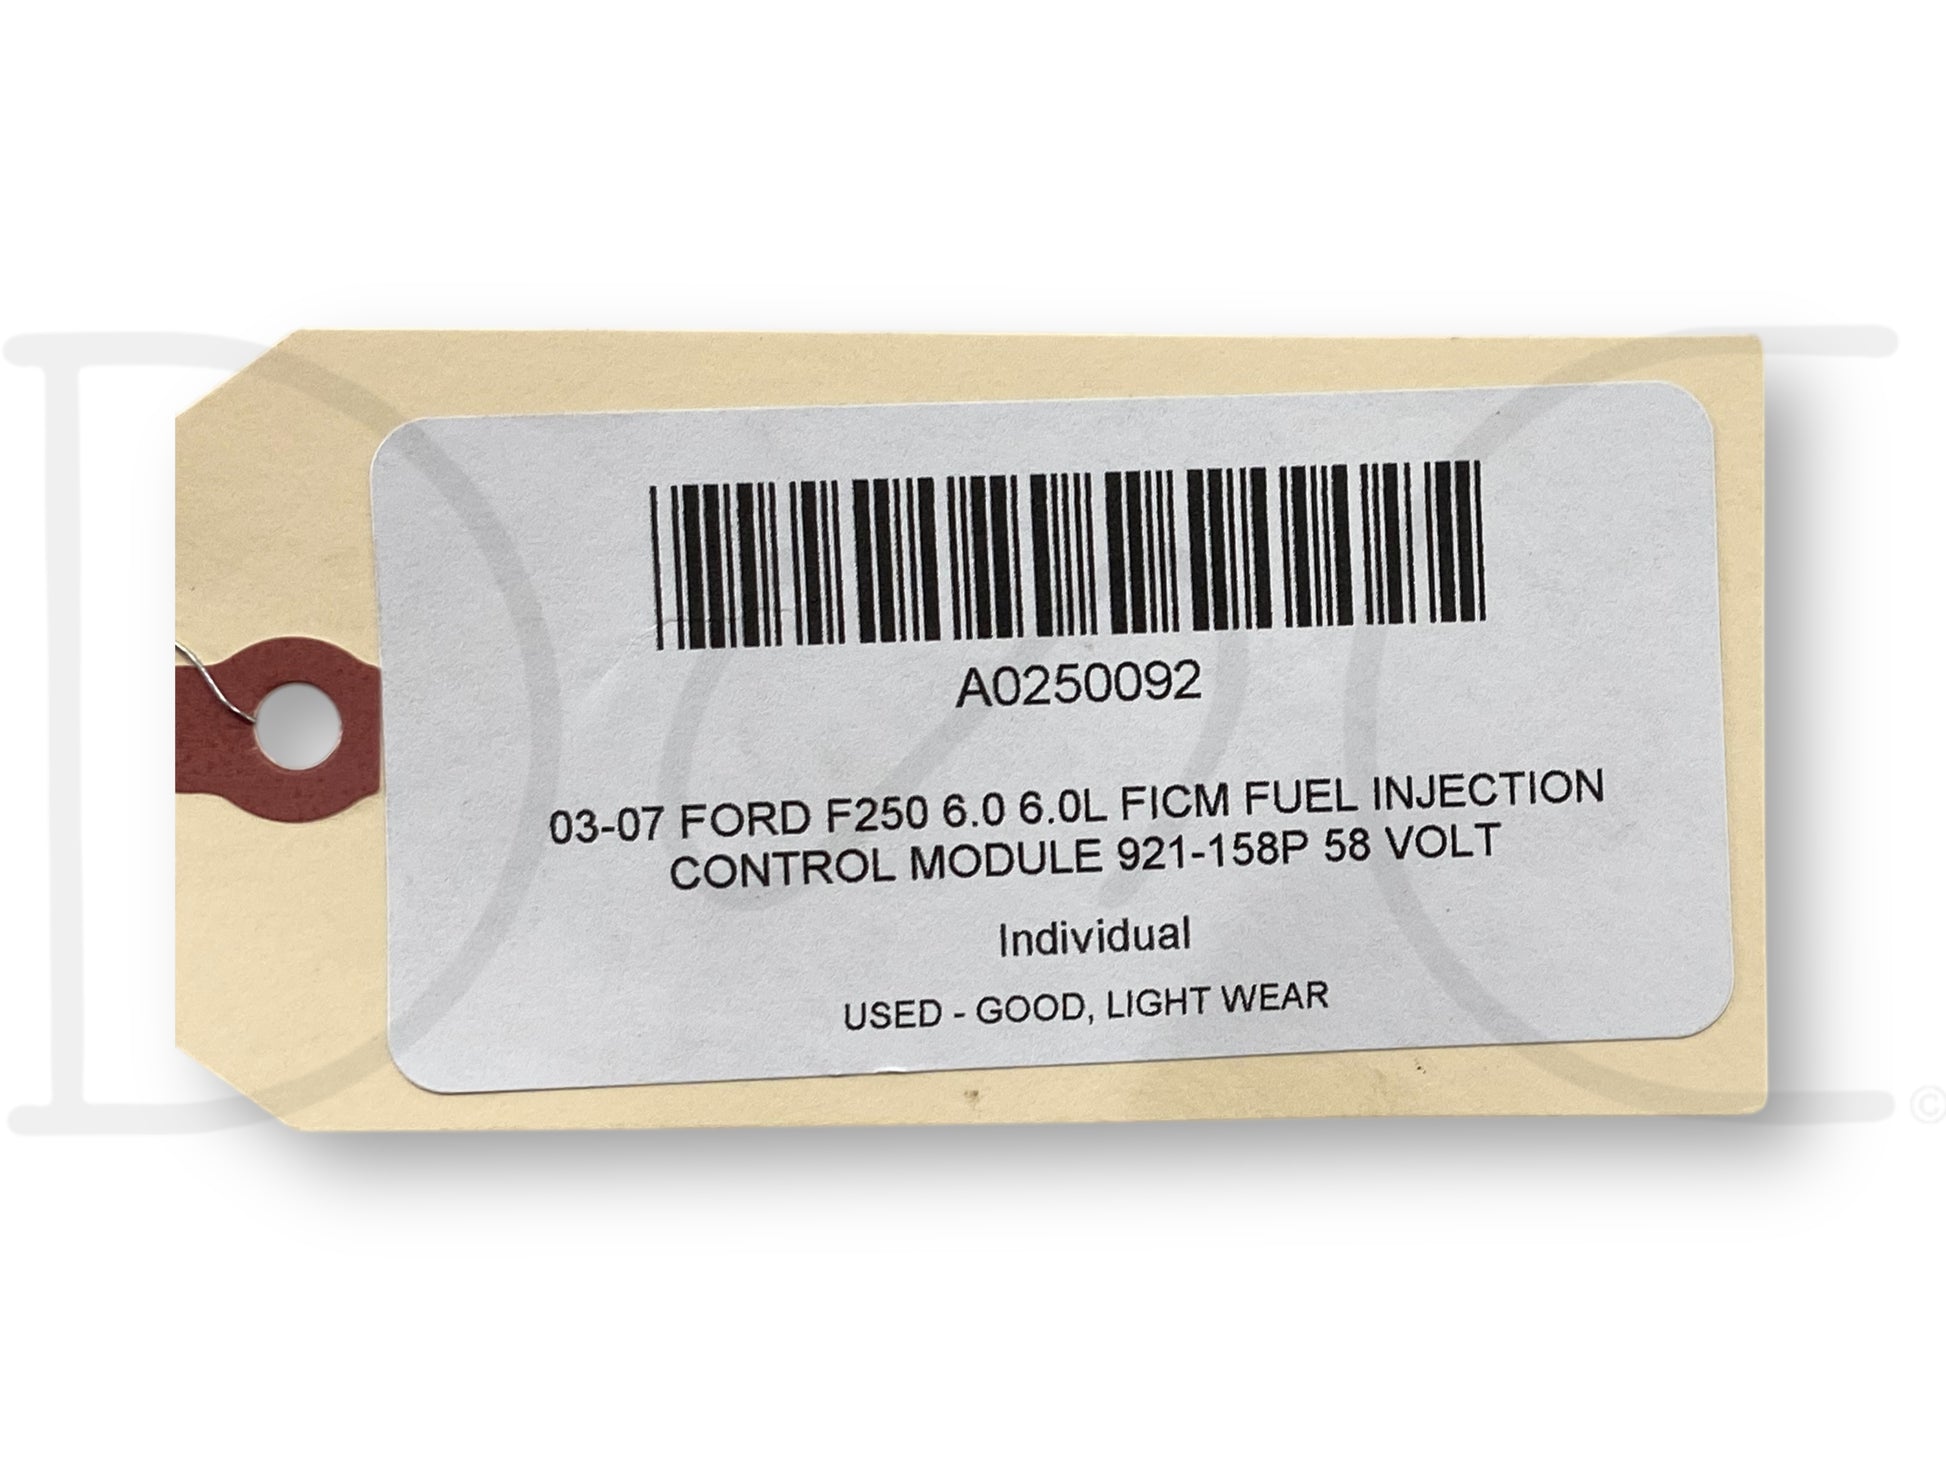 A0250092
03-07 FORD F250 6.0 6.0L FICM FUEL INJECTION
CONTROL MODULE 921-158P 58 VOLT
Individual
USED - GOOD, LIGHT WEAR
©